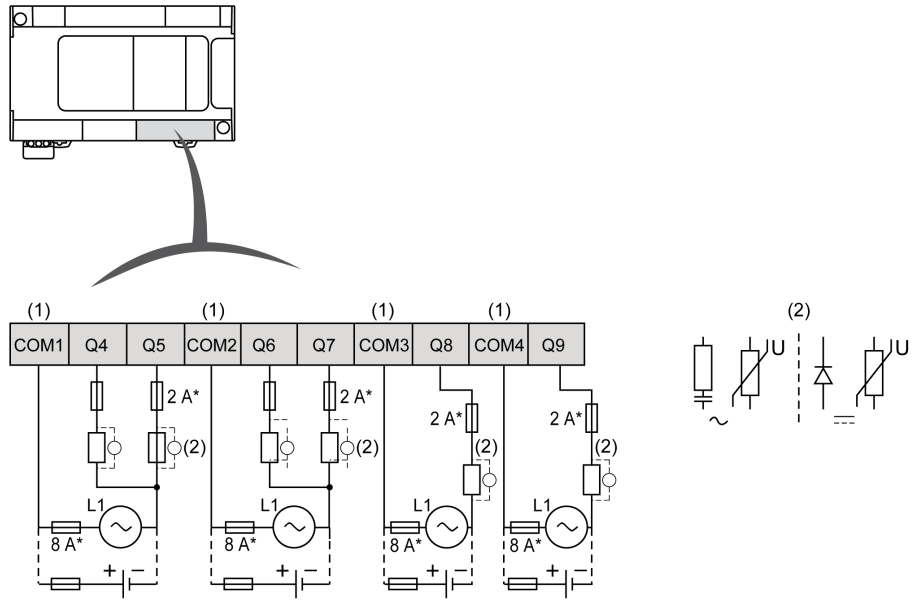 (1) (1) (1) (1) (2)
COM1 Q4 Q5 COM2 Q6 Q7 COM3 Q8 COM4 Q9
U U
2 A* 2 A* 2 A* 2 A*
(2) (2) (2) (2)
L1 L1 L1 L1
8 A* 8 A* 8 A* 8 A*
+ − + − + − + −